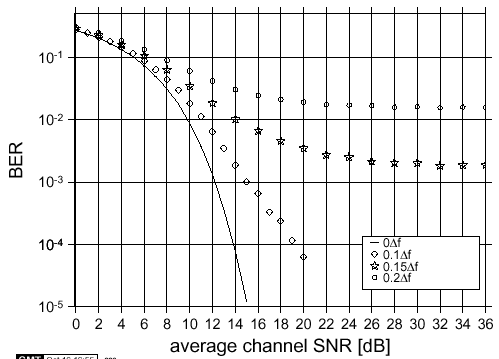 10-1
10-2
10-3
10-4
10-5
BER
0Δf
0.1Δf
0.15Δf
0.2Δf
0 2 4 6 8 10 12 14 16 18 20 22 24 26 28 30 32 34 36
average channel SNR [dB]
GMT